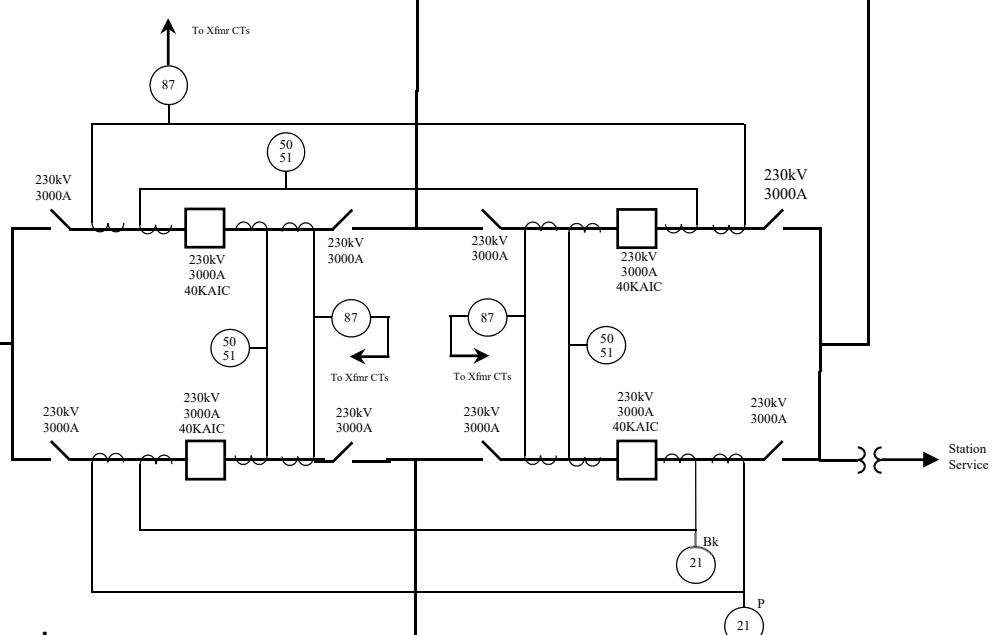 To Xfmr CTs
87
50
51
230kV
3000A
230kV
3000A
230kV
3000A
230kV
3000A
230kV
3000A
40KAIC
230kV
3000A
40KAIC
87
87
50
51
50
51
To Xfmr CTs
To Xfmr CTs
230kV
3000A
230kV
3000A
40KAIC
230kV
3000A
230kV
3000A
230kV
3000A
40KAIC
230kV
3000A
Station
Service
Bk
21
P
21